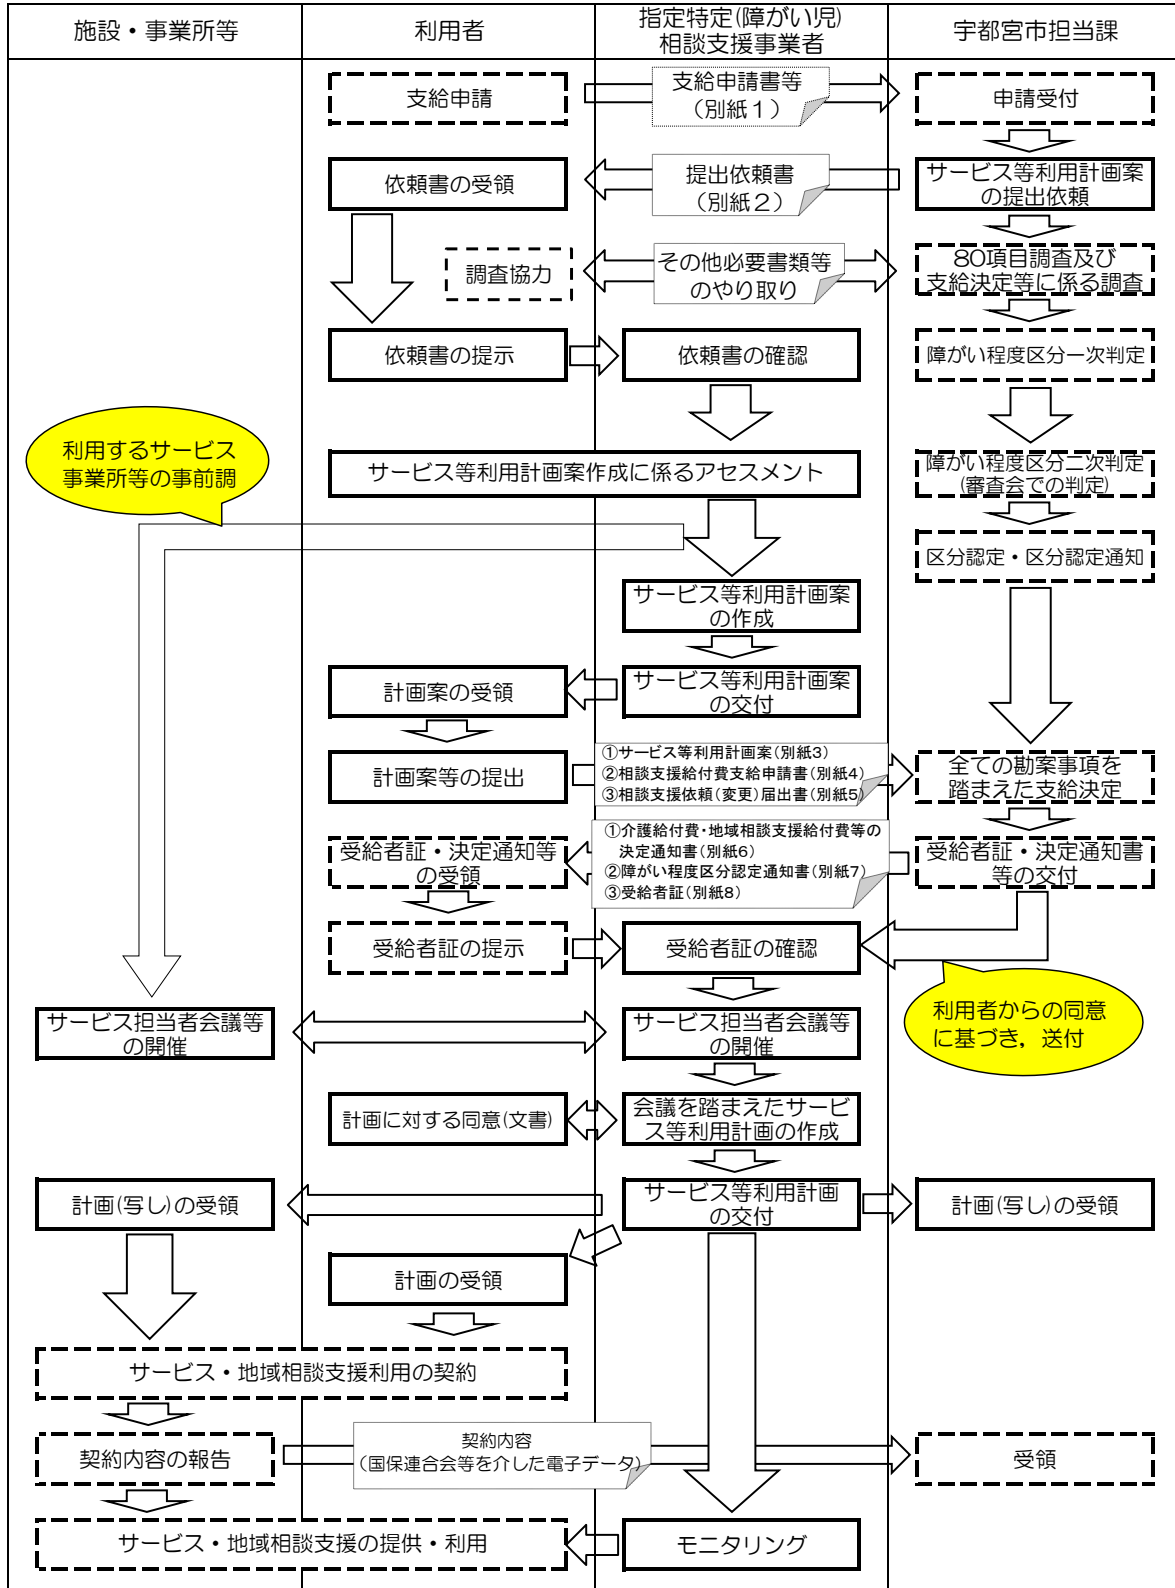 施設・事業所等
利用者
指定特定(障がい児)
相談支援事業者
宇都宮市担当課
支給申請
支給申請書等
（別紙１）
申請受付
依頼書の受領
提出依頼書
（別紙２）
サービス等利用計画案
の提出依頼
調査協力
その他必要書類等
のやり取り
80項目調査及び
支給決定等に係る調査
依頼書の提示
依頼書の確認
障がい程度区分一次判定
利用するサービス
事業所等の事前調
サービス等利用計画案作成に係るアセスメント
障がい程度区分二次判定
(審査会での判定)
区分認定・区分認定通知
サービス等利用計画案
の作成
計画案の受領
サービス等利用計画案
の交付
計画案等の提出
①サービス等利用計画案(別紙3)
②相談支援給付費支給申請書(別紙4)
③相談支援依頼(変更)届出書(別紙5)
全ての勘案事項を
踏まえた支給決定
受給者証・決定通知等
の受領
①介護給付費・地域相談支援給付費等の
決定通知書(別紙6)
②障がい程度区分認定通知書(別紙7)
③受給者証(別紙8)
受給者証・決定通知書
等の交付
受給者証の提示
受給者証の確認
利用者からの同意
に基づき，送付
サービス担当者会議等
の開催
サービス担当者会議等
の開催
計画に対する同意(文書)
会議を踏まえたサービ
ス等利用計画の作成
計画(写し)の受領
サービス等利用計画
の交付
計画(写し)の受領
計画の受領
サービス・地域相談支援利用の契約
契約内容の報告
契約内容
（国保連合会等を介した電子データ）
受領
サービス・地域相談支援の提供・利用
モニタリング